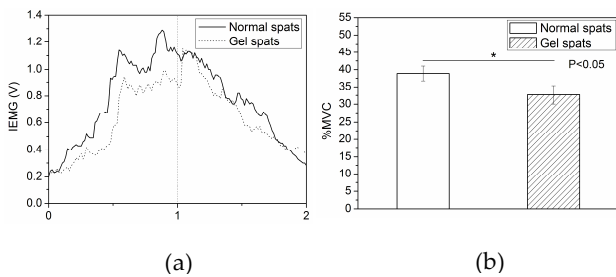 1.4
1.2
1.0
0.8
0.6
0.4
0.2
0.0
IEMG (V)
Normal spats
Gel spats
0
1
2
(a)
55
50
45
40
35
30
25
20
15
10
5
0
%MVC
Normal spats
Gel spats
*
P<0.05
(b)